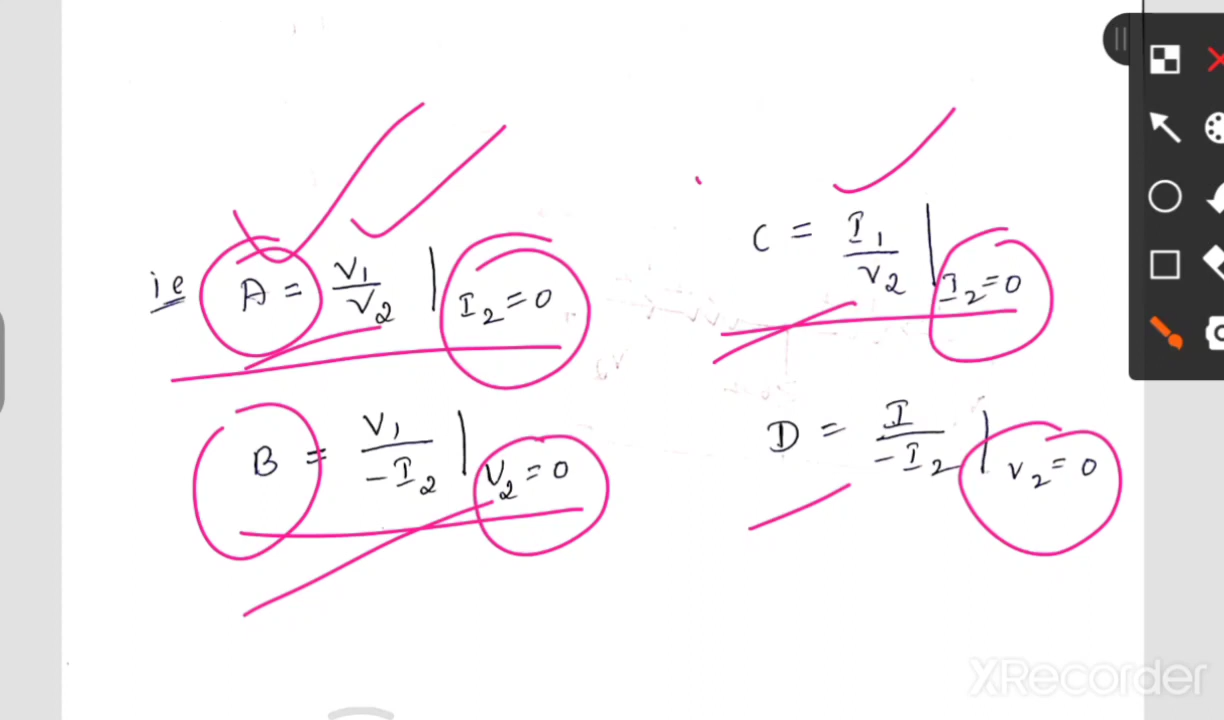 ie A = V₁/V₂ | I₂=0
C = I₁/V₂ | I₂=0
B = V₁/-I₂ | V₂=0
D = I/-I₂ | V₂=0
XRecorder